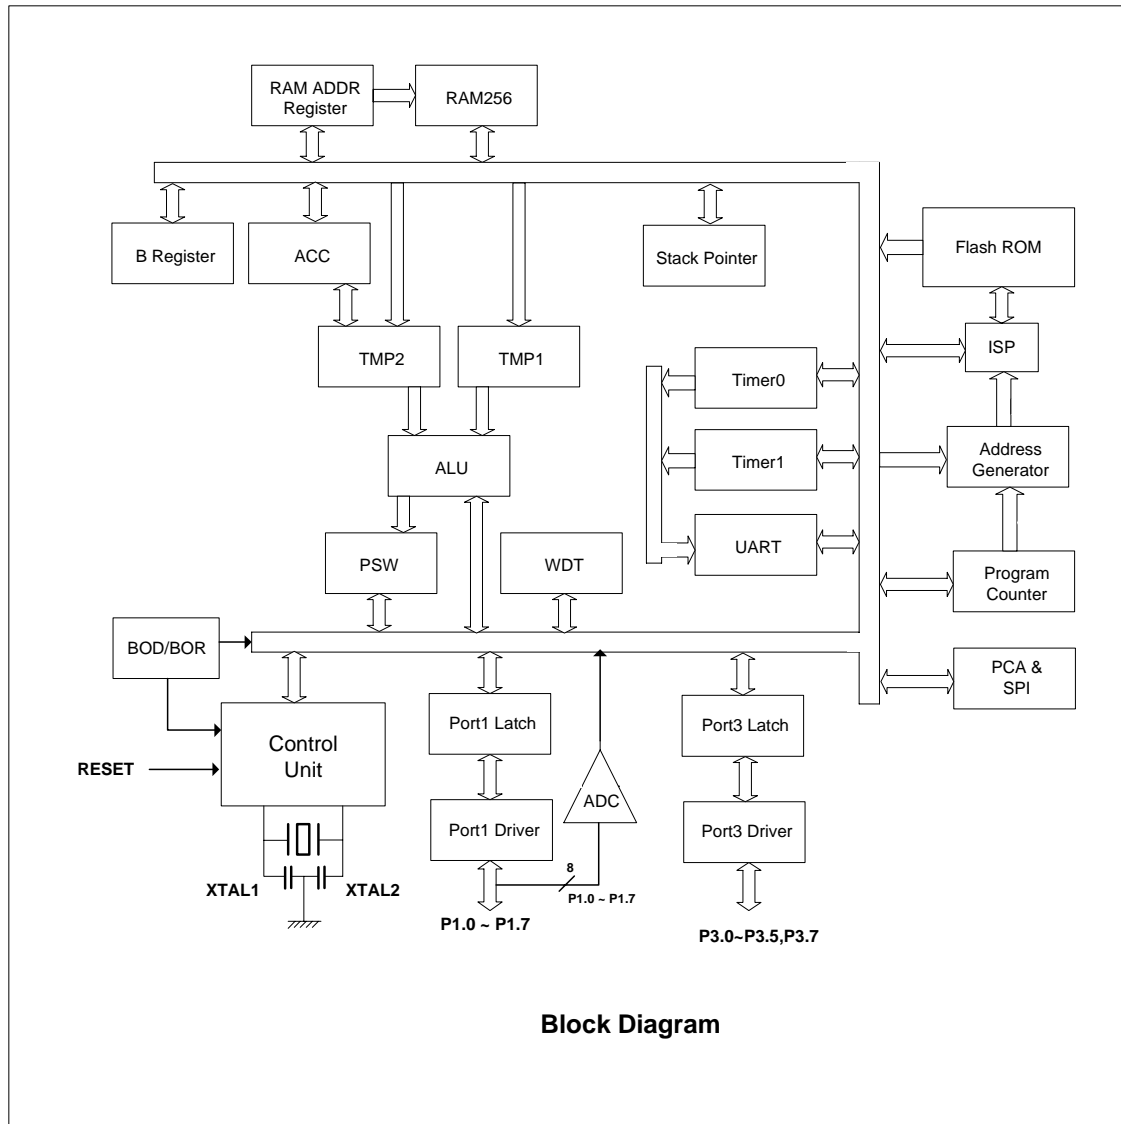 RAM ADDR
Register
RAM256
B Register
ACC
Stack Pointer
Flash ROM
TMP2
TMP1
ISP
Timer0
ALU
Timer1
Address
Generator
PSW
WDT
UART
Program
Counter
BOD/BOR
PCA &
SPI
Port1 Latch
Port3 Latch
Control
Unit
RESET
ADC
Port1 Driver
Port3 Driver
8
XTAL1
XTAL2
P1.0 ~ P1.7
P1.0 ~ P1.7
P3.0~P3.5,P3.7
Block Diagram